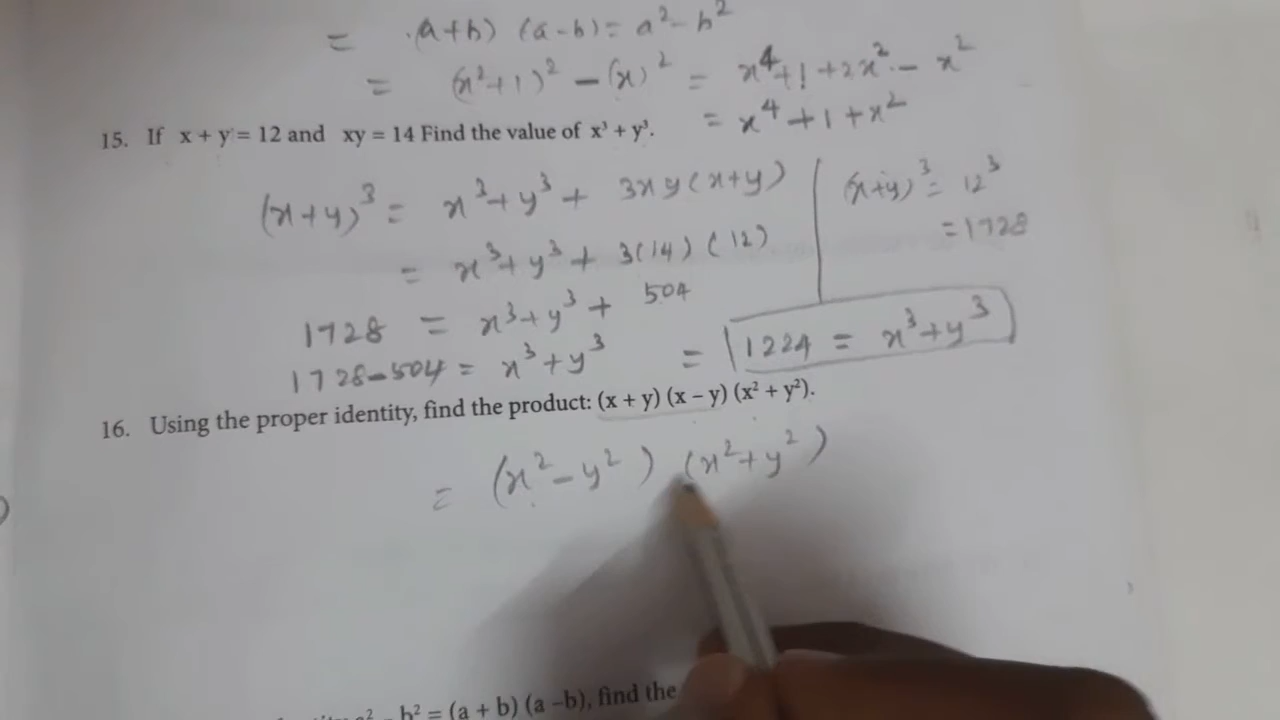 = (a+b) (a-b) = a² - b²
= (x²+1)² - (x)² = x⁴+1+2x² - x²
= x⁴+1+x²
15. If x + y = 12 and xy = 14 Find the value of x³ + y³.
(x+y)³ = x³+y³ + 3xy(x+y)
(x+y)³ = 12³
= x³+y³ + 3(14)(12)
= 1728
1728 = x³+y³ + 504
1728-504 = x³+y³ = 1224 = x³+y³
16. Using the proper identity, find the product: (x + y) (x – y) (x² + y²).
= (x²-y²) (x²+y²)
b² = (a + b) (a –b), find the